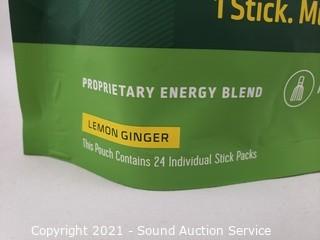 1 Stick.
PROPRIETARY ENERGY BLEND
LEMON GINGER
This Pouch Contains 24 Individual Stick Packs
Copyright 2021 - Sound Auction Service